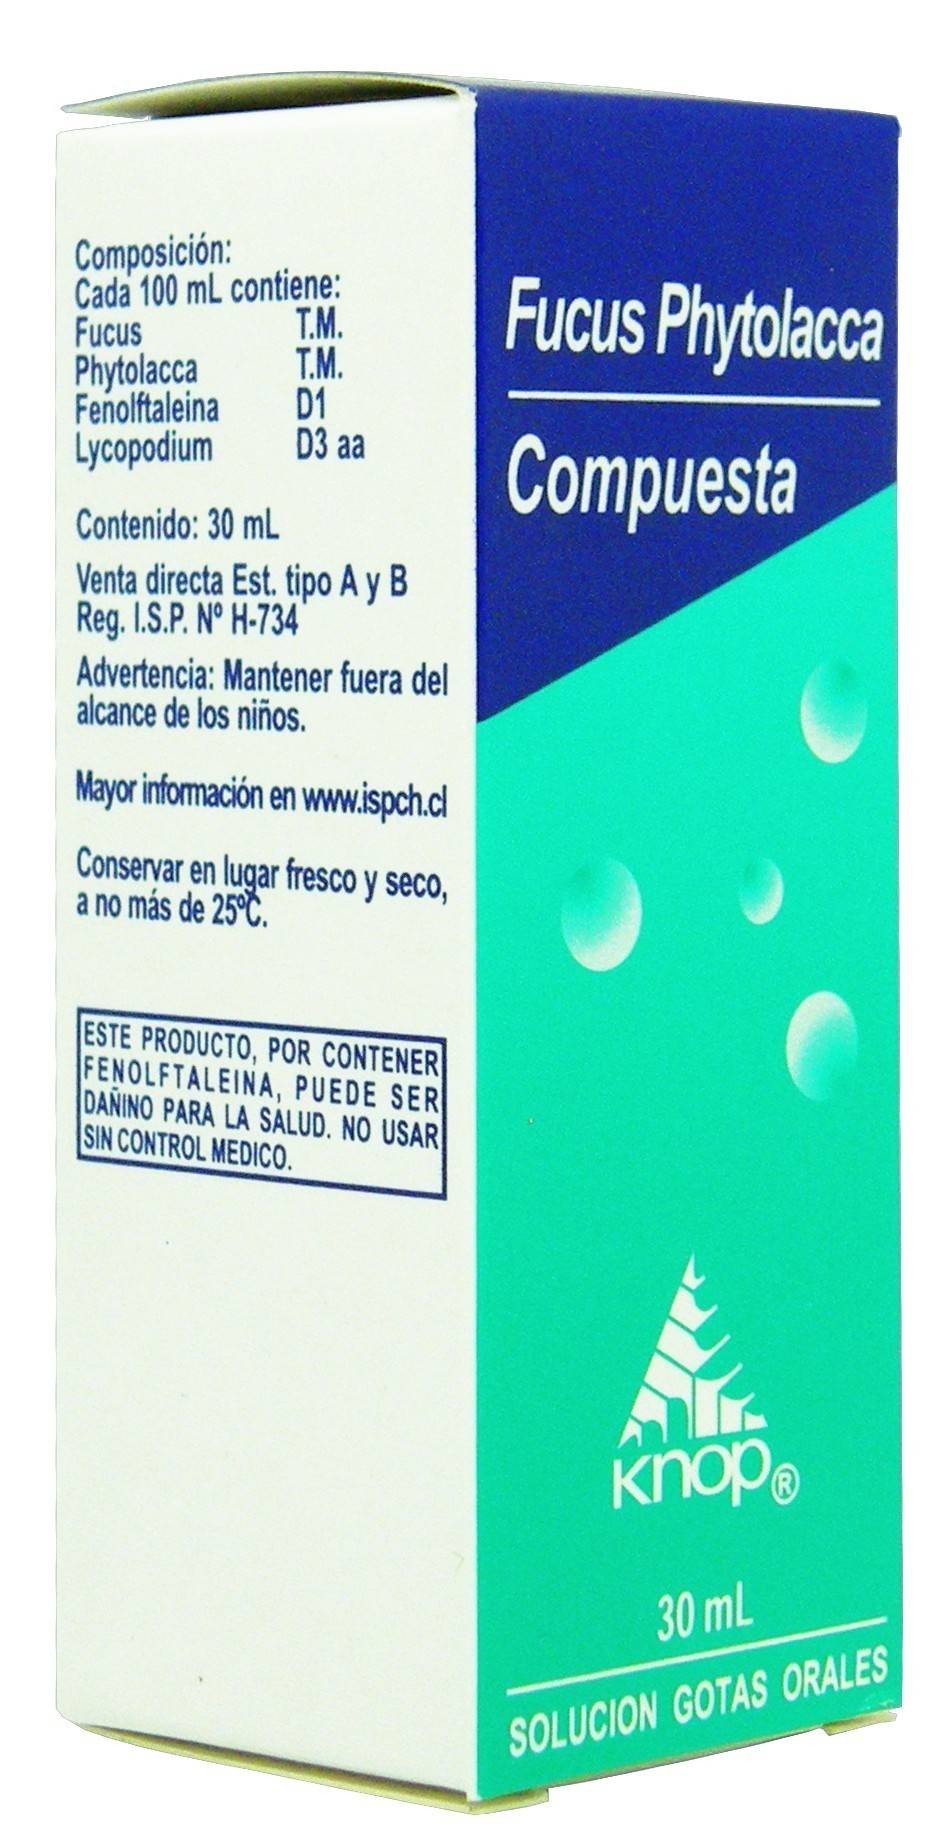 Composición:
Cada 100 mL contiene:
Fucus T.M.
Phytolacca T.M.
Fenolftaleina D1
Lycopodium D3 aa
Contenido: 30 mL
Venta directa Est. tipo A y B
Reg. I.S.P. Nº H-734
Advertencia: Mantener fuera del
alcance de los niños.
Mayor información en www.ispch.cl
Conservar en lugar fresco y seco,
a no más de 25ºC.
ESTE PRODUCTO, POR CONTENER
FENOLFTALEINA, PUEDE SER
DAÑINO PARA LA SALUD. NO USAR
SIN CONTROL MEDICO.
Fucus Phytolacca
Compuesta
knop®
30 mL
SOLUCION GOTAS ORALES